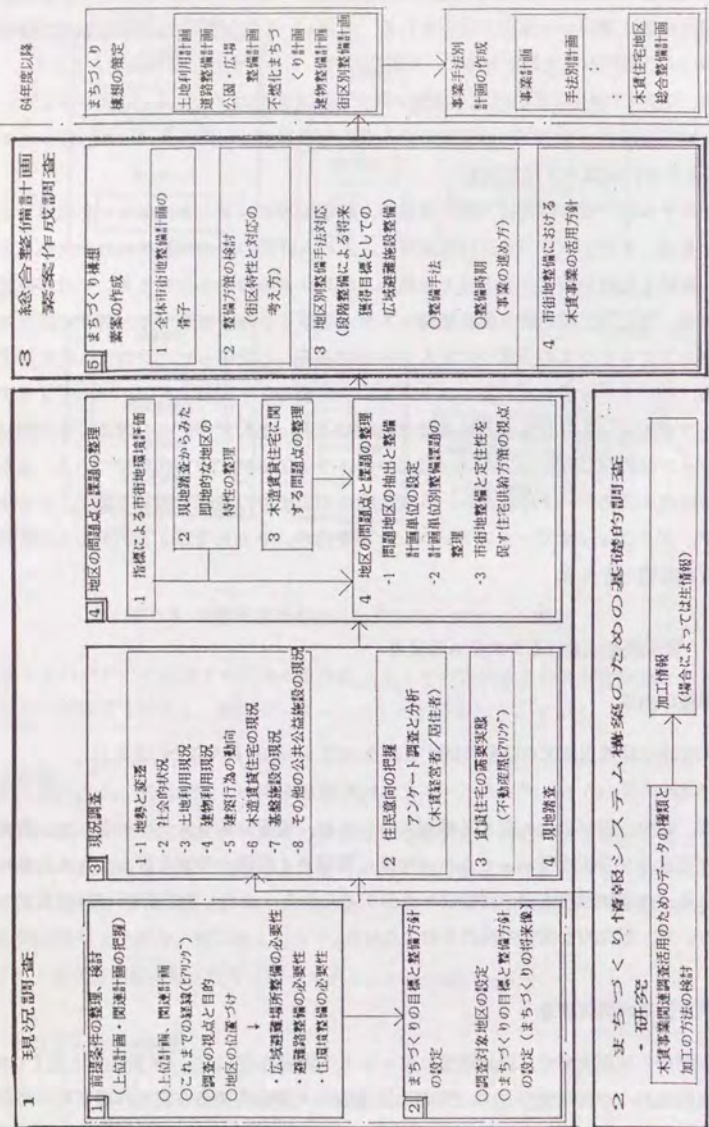 1　現況調査
1 前提条件の整理・検討
（上位計画・関連計画の把握）
○上位計画、関連計画
○これまでの経緯（ﾋｱﾘﾝｸﾞ）
調査の視点と目的
○地区の位置づけ
↓
・広域避難場所整備の必要性
・避難路整備の必要性
・住環境整備の必要性
2 まちづくりの目標と整備方針
の設定
○調査対象地区の設定
まちづくりの目標と整備方針
の設定（まちづくりの将来像）
3 現況調査
1
-1 地勢と変遷
-2 社会的状況
-3 土地利用現況
-4 建物利用現況
-5 建築行為の動向
-6 木造賃貸住宅の現況
-7 基盤施設の現況
-8 その他の公共公益施設の現況
2 住民意向の把握
アンケート調査と分析
（木賃経営者／居住者）
3 賃貸住宅の需要実態
（不動産屋ﾋｱﾘﾝｸﾞ）
4 現地踏査
4 地区の問題点と課題の整理
1 指標による市街地環境評価
2 現地踏査からみた
即地的な地区の
特性の整理
3 木造賃貸住宅に関
する問題点の整理
4 地区の問題点と課題の整理
-1 問題地区の抽出と整備
計画単位の設定
-2 計画単位別整備課題の
整理
-3 市街地整備と定住性を
促す住宅供給方策の視点
2　まちづくり情報システム構築のための基礎的調査
・研究
木賃事業関連調査活用のためのデータの種類と
加工の方法の検討
加工情報
（場合によっては生情報）
3　総合整備計画
素案作成調査
5 まちづくり構想
素案の作成
1 全体市街地整備計画の
骨子
2 整備方策の検討
（街区特性と対応の
考え方）
3 地区別整備手法対応
（段階整備による将来
獲得目標としての
広域避難施設整備）
○整備手法
○整備時期
（事業の進め方）
4 市街地整備における
木賃事業の活用方針
64年度以降
まちづくり
構想の策定
土地利用計画
道路整備計画
公園・広場
整備計画
不燃化まちづ
くり計画
建物整備計画
街区別整備計画
事業手法別
計画の作成
事業計画
手法別計画
：
木賃住宅地区
総合整備計画